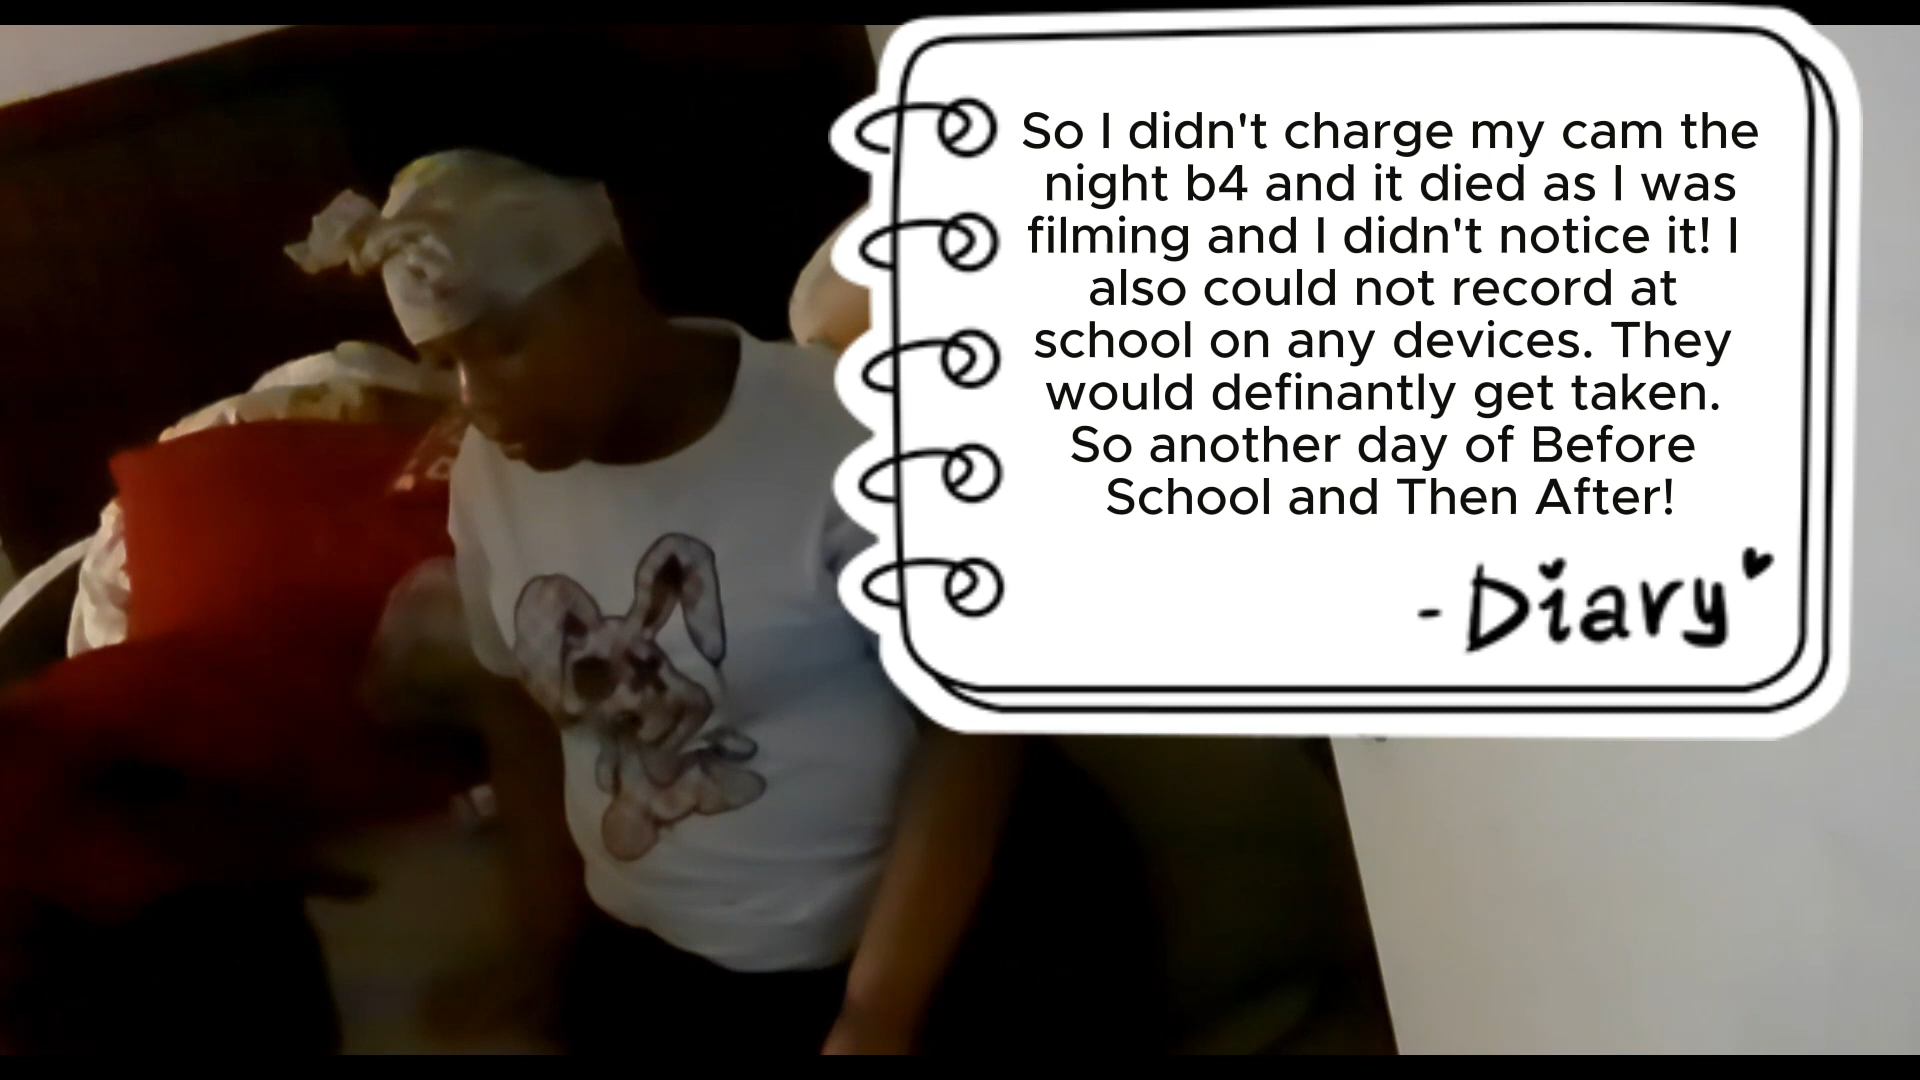 So I didn't charge my cam the
night b4 and it died as I was
filming and I didn't notice it! I
also could not record at
school on any devices. They
would definantly get taken.
So another day of Before
School and Then After!
- Diary